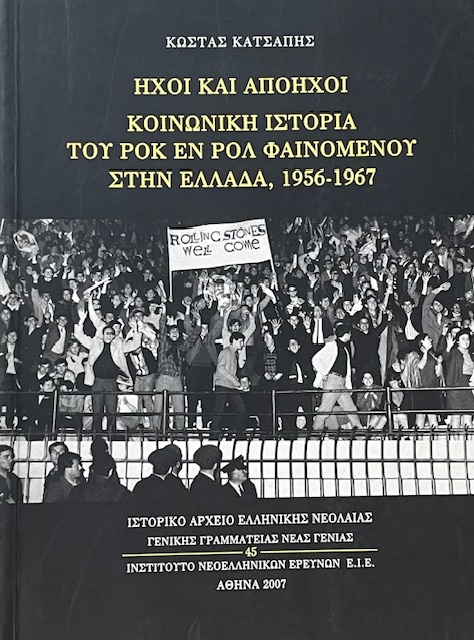 ΚΩΣΤΑΣ ΚΑΤΣΑΠΗΣ
ΗΧΟΙ ΚΑΙ ΑΠΟΗΧΟΙ
ΚΟΙΝΩΝΙΚΗ ΙΣΤΟΡΙΑ
ΤΟΥ ΡΟΚ ΕΝ ΡΟΛ ΦΑΙΝΟΜΕΝΟΥ
ΣΤΗΝ ΕΛΛΑΔΑ, 1956-1967
ROLLING STONES
WELL COME
ΙΣΤΟΡΙΚΟ ΑΡΧΕΙΟ ΕΛΛΗΝΙΚΗΣ ΝΕΟΛΑΙΑΣ
ΓΕΝΙΚΗΣ ΓΡΑΜΜΑΤΕΙΑΣ ΝΕΑΣ ΓΕΝΙΑΣ
45
ΙΝΣΤΙΤΟΥΤΟ ΝΕΟΕΛΛΗΝΙΚΩΝ ΕΡΕΥΝΩΝ Ε.Ι.Ε.
ΑΘΗΝΑ 2007